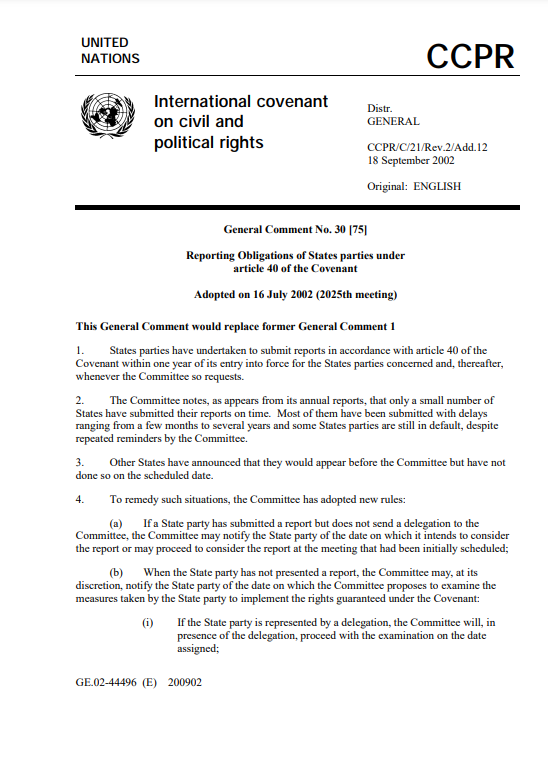 UNITED
NATIONS
CCPR
International covenant
on civil and
political rights
Distr.
GENERAL
CCPR/C/21/Rev.2/Add.12
18 September 2002
Original: ENGLISH
General Comment No. 30 [75]
Reporting Obligations of States parties under
article 40 of the Covenant
Adopted on 16 July 2002 (2025th meeting)
This General Comment would replace former General Comment 1
1. States parties have undertaken to submit reports in accordance with article 40 of the
Covenant within one year of its entry into force for the States parties concerned and, thereafter,
whenever the Committee so requests.
2. The Committee notes, as appears from its annual reports, that only a small number of
States have submitted their reports on time. Most of them have been submitted with delays
ranging from a few months to several years and some States parties are still in default, despite
repeated reminders by the Committee.
3. Other States have announced that they would appear before the Committee but have not
done so on the scheduled date.
4. To remedy such situations, the Committee has adopted new rules:
(a) If a State party has submitted a report but does not send a delegation to the
Committee, the Committee may notify the State party of the date on which it intends to consider
the report or may proceed to consider the report at the meeting that had been initially scheduled;
(b) When the State party has not presented a report, the Committee may, at its
discretion, notify the State party of the date on which the Committee proposes to examine the
measures taken by the State party to implement the rights guaranteed under the Covenant:
(i) If the State party is represented by a delegation, the Committee will, in
presence of the delegation, proceed with the examination on the date
assigned;
GE.02-44496 (E) 200902